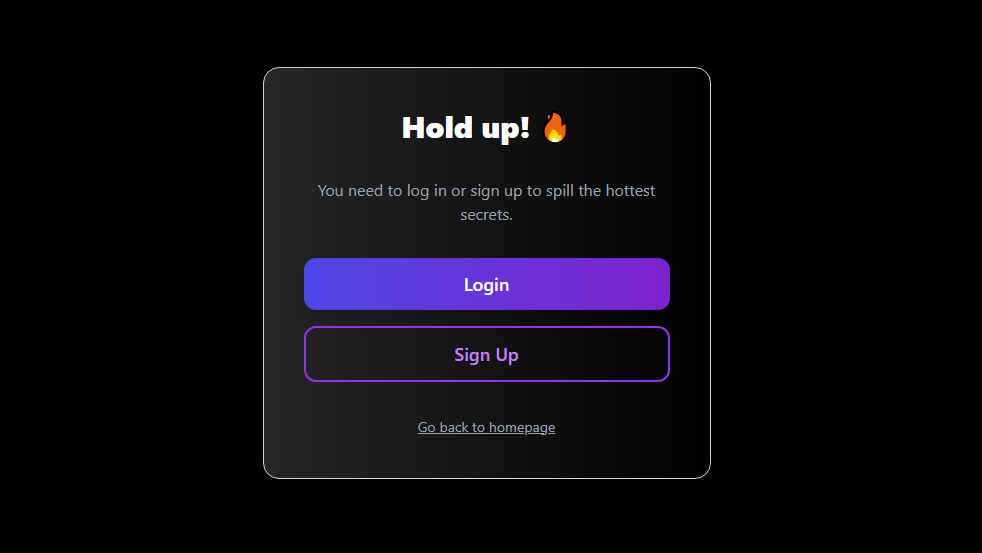 Hold up! 🔥
You need to log in or sign up to spill the hottest
secrets.
Login
Sign Up
Go back to homepage